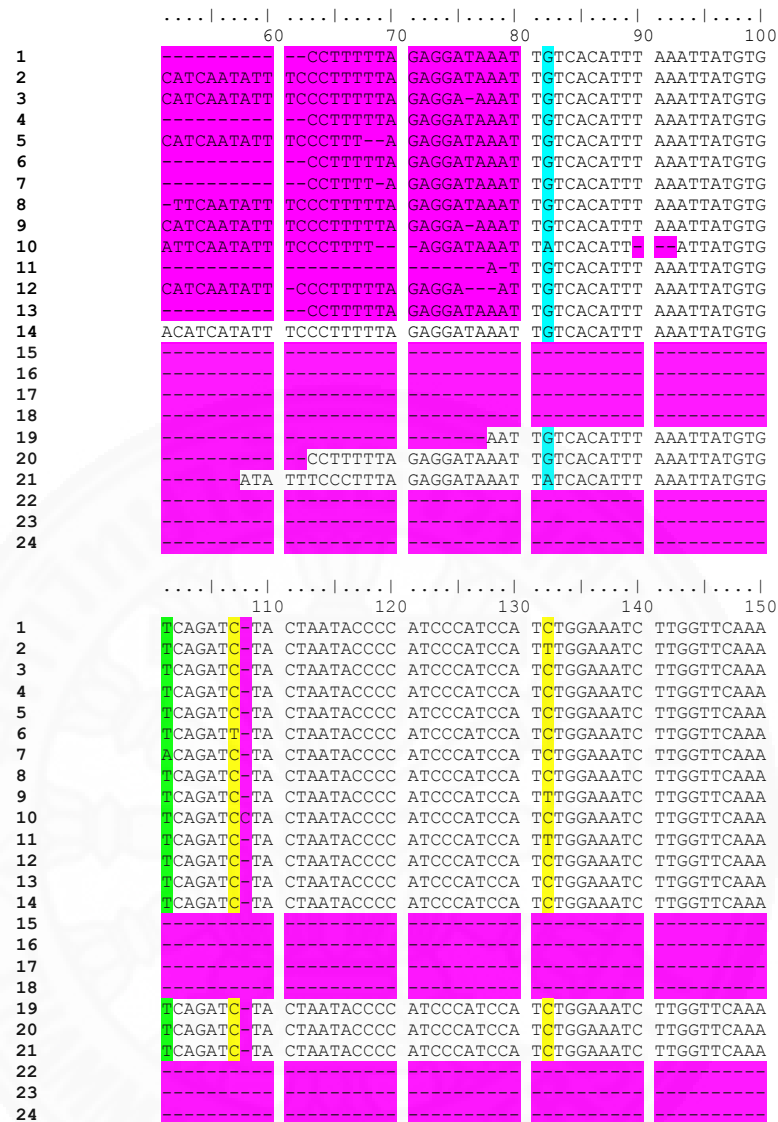 ....|....| ....|....| ....|....| ....|....| ....|....|
60 70 80 90 100
1 ---------- --CCTTTTTA GAGGATAAAT TGTCACATTT AAATTATGTG
2 CATCAATATT TCCCTTTTTA GAGGATAAAT TGTCACATTT AAATTATGTG
3 CATCAATATT TCCCTTTTTA GAGGA-AAAT TGTCACATTT AAATTATGTG
4 ---------- --CCTTTTTA GAGGATAAAT TGTCACATTT AAATTATGTG
5 CATCAATATT TCCCTTT--A GAGGATAAAT TGTCACATTT AAATTATGTG
6 ---------- --CCTTTTTA GAGGATAAAT TGTCACATTT AAATTATGTG
7 ---------- --CCTTTT-A GAGGATAAAT TGTCACATTT AAATTATGTG
8 -TTCAATATT TCCCTTTTTA GAGGATAAAT TGTCACATTT AAATTATGTG
9 CATCAATATT TCCCTTTTTA GAGGA-AAAT TGTCACATTT AAATTATGTG
10 ATTCAATATT TCCCTTTT-- -AGGATAAAT TATCACATT- --ATTATGTG
11 ---------- ---------- -------A-T TGTCACATTT AAATTATGTG
12 CATCAATATT -CCCTTTTTA GAGGA---AT TGTCACATTT AAATTATGTG
13 ---------- --CCTTTTTA GAGGATAAAT TGTCACATTT AAATTATGTG
14 ACATCATATT TCCCTTTTTA GAGGATAAAT TGTCACATTT AAATTATGTG
15 ---------- ---------- ---------- ---------- ----------
16 ---------- ---------- ---------- ---------- ----------
17 ---------- ---------- ---------- ---------- ----------
18 ---------- ---------- ---------- ---------- ----------
19 ---------- ---------- -------AAT TGTCACATTT AAATTATGTG
20 ---------- --CCTTTTTA GAGGATAAAT TGTCACATTT AAATTATGTG
21 -------ATA TTTCCCTTTA GAGGATAAAT TATCACATTT AAATTATGTG
22 ---------- ---------- ---------- ---------- ----------
23 ---------- ---------- ---------- ---------- ----------
24 ---------- ---------- ---------- ---------- ----------
....|....| ....|....| ....|....| ....|....| ....|....|
110 120 130 140 150
1 TCAGATC-TA CTAATACCCC ATCCCATCCA TCTGGAAATC TTGGTTCAAA
2 TCAGATC-TA CTAATACCCC ATCCCATCCA TTTGGAAATC TTGGTTCAAA
3 TCAGATC-TA CTAATACCCC ATCCCATCCA TCTGGAAATC TTGGTTCAAA
4 TCAGATC-TA CTAATACCCC ATCCCATCCA TCTGGAAATC TTGGTTCAAA
5 TCAGATC-TA CTAATACCCC ATCCCATCCA TCTGGAAATC TTGGTTCAAA
6 TCAGATT-TA CTAATACCCC ATCCCATCCA TCTGGAAATC TTGGTTCAAA
7 ACAGATC-TA CTAATACCCC ATCCCATCCA TCTGGAAATC TTGGTTCAAA
8 TCAGATC-TA CTAATACCCC ATCCCATCCA TCTGGAAATC TTGGTTCAAA
9 TCAGATC-TA CTAATACCCC ATCCCATCCA TTTGGAAATC TTGGTTCAAA
10 TCAGATCCTA CTAATACCCC ATCCCATCCA TCTGGAAATC TTGGTTCAAA
11 TCAGATC-TA CTAATACCCC ATCCCATCCA TTTGGAAATC TTGGTTCAAA
12 TCAGATC-TA CTAATACCCC ATCCCATCCA TCTGGAAATC TTGGTTCAAA
13 TCAGATC-TA CTAATACCCC ATCCCATCCA TCTGGAAATC TTGGTTCAAA
14 TCAGATC-TA CTAATACCCC ATCCCATCCA TCTGGAAATC TTGGTTCAAA
15 ---------- ---------- ---------- ---------- ----------
16 ---------- ---------- ---------- ---------- ----------
17 ---------- ---------- ---------- ---------- ----------
18 ---------- ---------- ---------- ---------- ----------
19 TCAGATC-TA CTAATACCCC ATCCCATCCA TCTGGAAATC TTGGTTCAAA
20 TCAGATC-TA CTAATACCCC ATCCCATCCA TCTGGAAATC TTGGTTCAAA
21 TCAGATC-TA CTAATACCCC ATCCCATCCA TCTGGAAATC TTGGTTCAAA
22 ---------- ---------- ---------- ---------- ----------
23 ---------- ---------- ---------- ---------- ----------
24 ---------- ---------- ---------- ---------- ----------